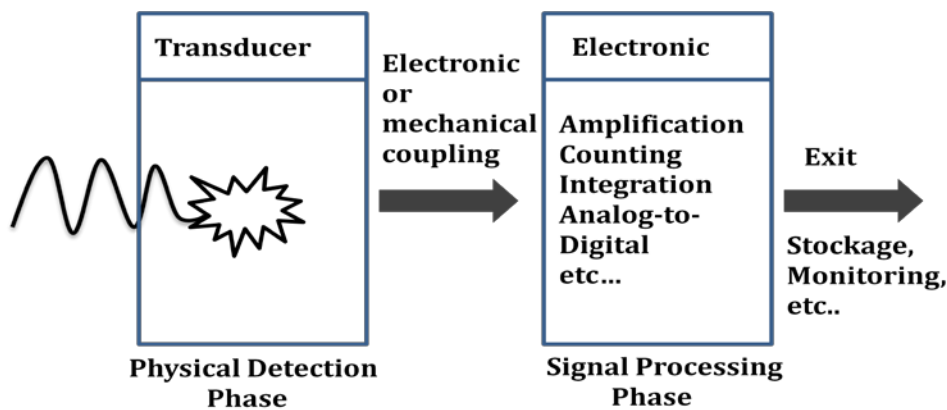 Transducer
Physical Detection
Phase
Electronic
or
mechanical
coupling
Electronic
Amplification
Counting
Integration
Analog-to-
Digital
etc...
Signal Processing
Phase
Exit
Stockage,
Monitoring,
etc..